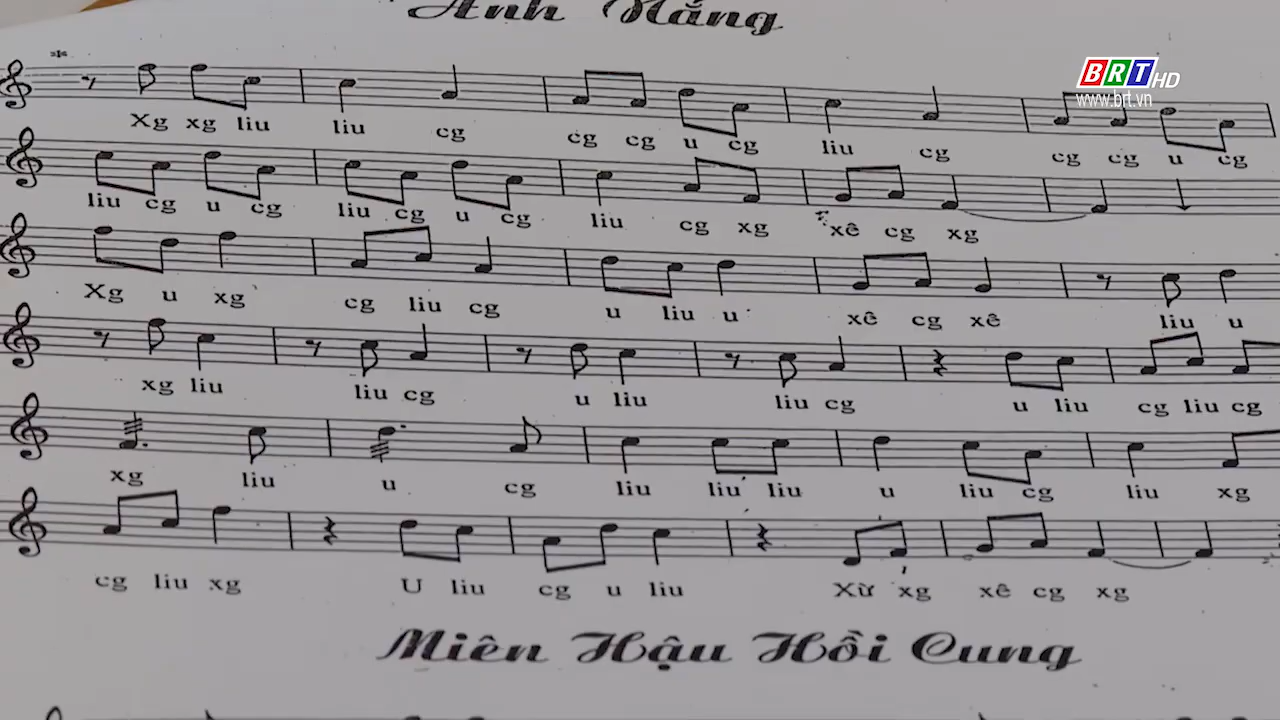 Ánh Nắng
BRT HD
www.brt.vn
Xg xg liu liu cg cg cg u cg liu cg cg cg u cg
liu cg u cg liu cg u cg liu cg xg xê cg xg
Xg u xg cg liu cg u liu u xê cg xê liu u
xg liu liu cg u liu liu cg u liu cg liu cg
xg liu u cg liu liu liu u liu cg liu xg
cg liu xg U liu cg u liu Xừ xg xê cg xg
Miên Hậu Hồi Cung